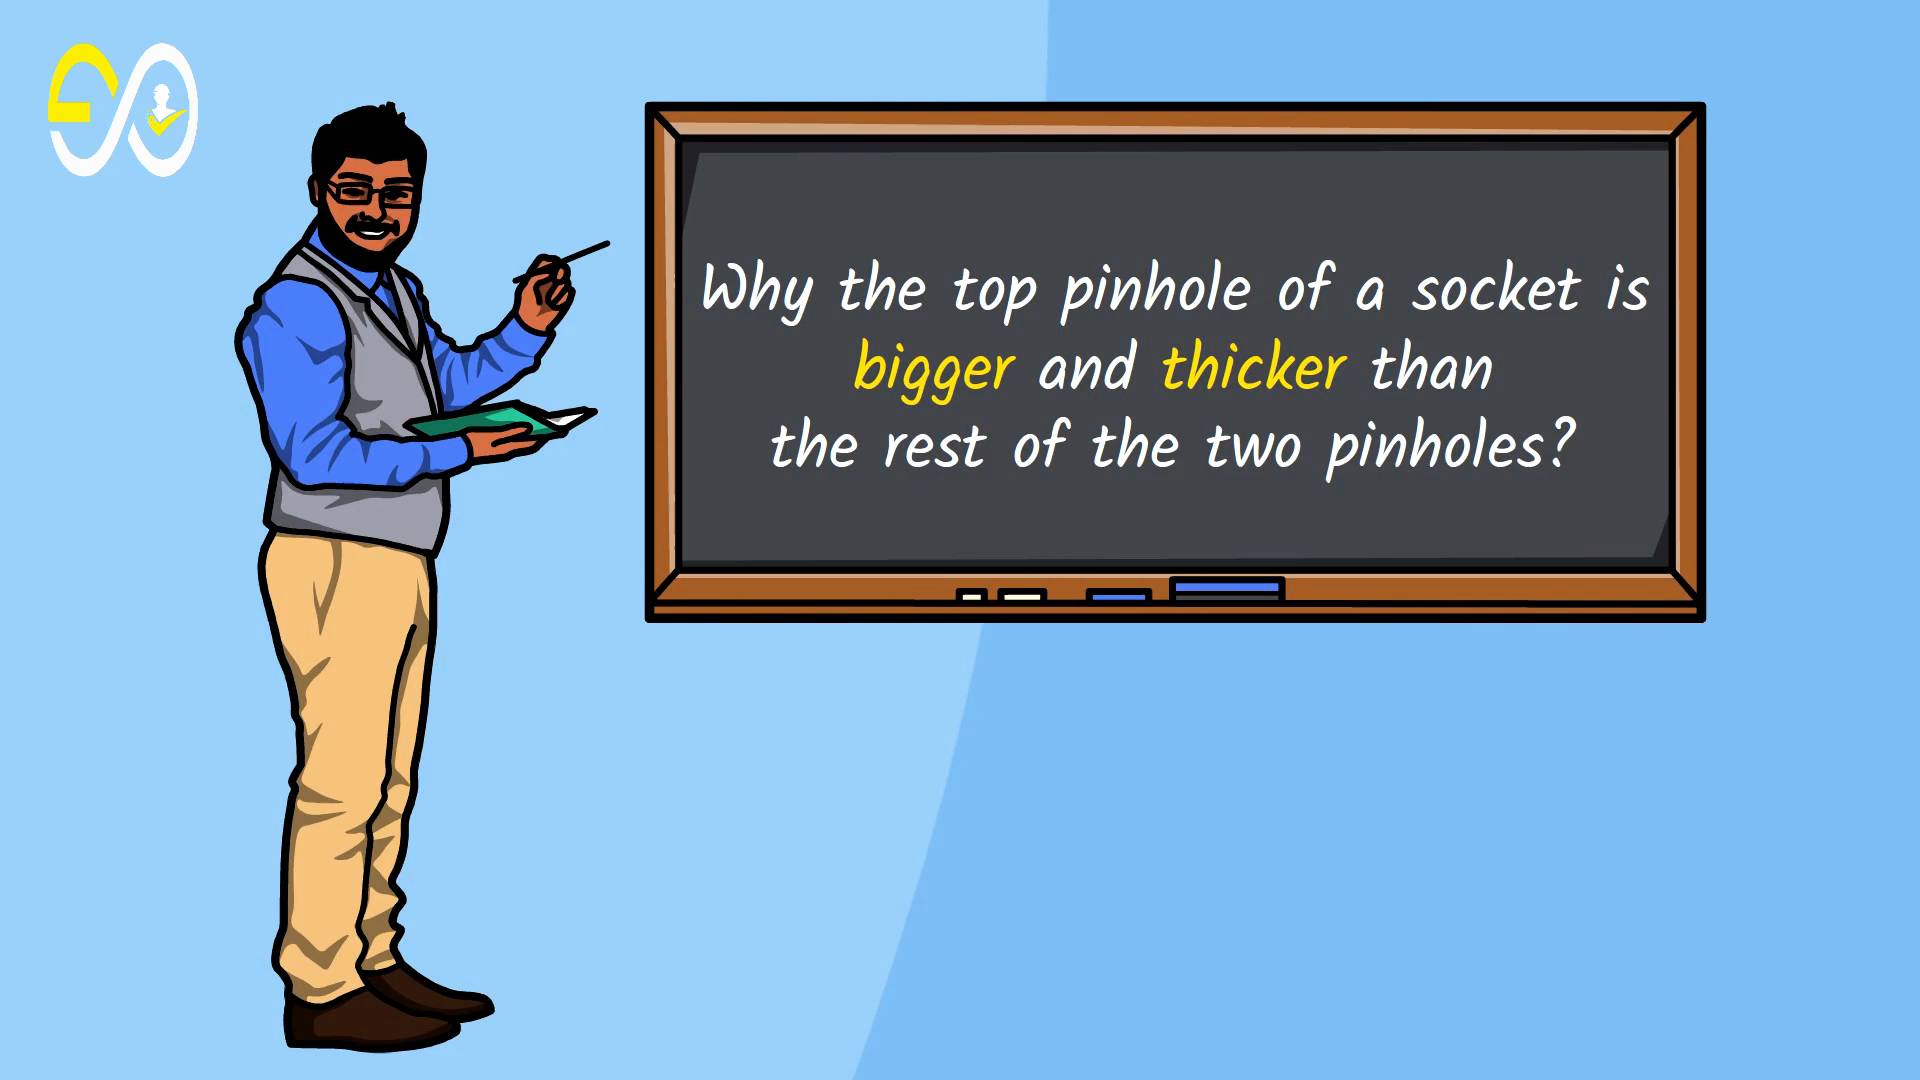 Why the top pinhole of a socket is
bigger and thicker than
the rest of the two pinholes?